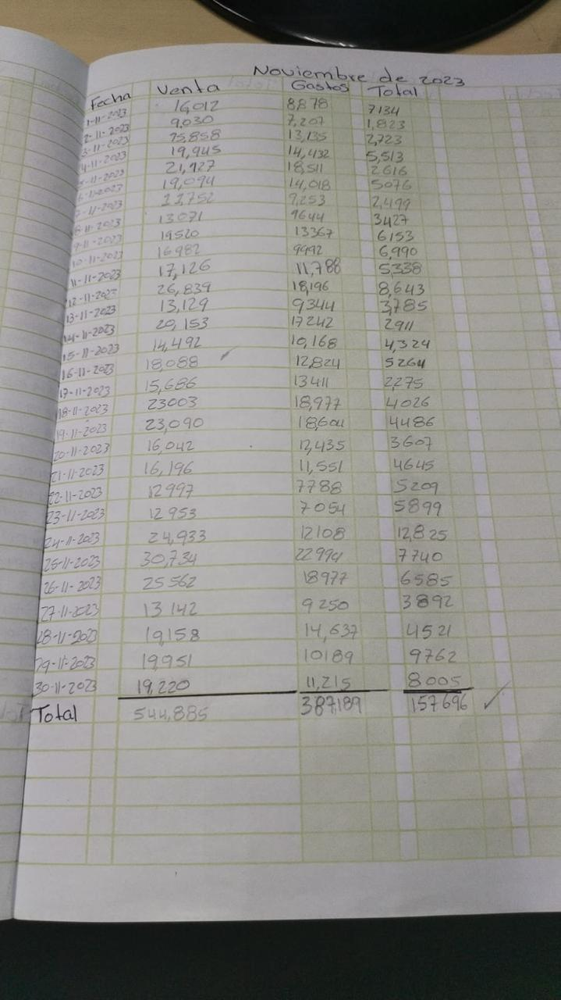 Noviembre de 2023
Fecha Venta Gastos Total
1-11-2023 16,012 8,878 7134
2-11-2023 9,030 7,207 1,823
3-11-2023 15,858 13,135 2,723
4-11-2023 19,945 14,432 5,513
5-11-2023 21,127 18,511 2616
6-11-2023 19,094 14,018 5076
7-11-2023 11752 9,253 2,499
8-11-2023 13071 9644 3427
9-11-2023 19520 13367 6153
10-11-2023 16982 9992 6,990
11-11-2023 17,126 11,788 5,338
12-11-2023 26,839 18,196 8,643
13-11-2023 13,129 9344 3,785
14-11-2023 20,153 17242 2911
15-11-2023 14,492 10,168 4,324
16-11-2023 18,088 12,824 5264
17-11-2023 15,686 13411 2275
18-11-2023 23003 18,977 4026
19-11-2023 23,090 18,604 4486
20-11-2023 16,042 12,435 3607
21-11-2023 16,196 11,551 4645
22-11-2023 12997 7788 5209
23-11-2023 12953 7054 5899
24-11-2023 24,933 12108 12,825
25-11-2023 30,734 22994 7740
26-11-2023 25562 18977 6585
27-11-2023 13142 9250 3892
28-11-2023 19,158 14,637 4521
29-11-2023 19,951 10189 9762
30-11-2023 19,220 11,215 8005
Total 544,885 387,189 157696